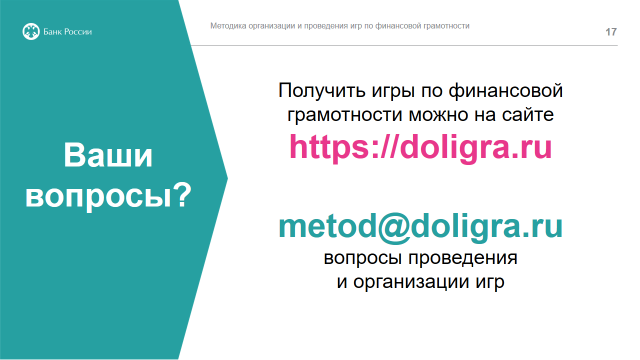 Банк России
Методика организации и проведения игр по финансовой грамотности
17
Ваши
вопросы?
Получить игры по финансовой
грамотности можно на сайте
https://doligra.ru
metod@doligra.ru
вопросы проведения
и организации игр